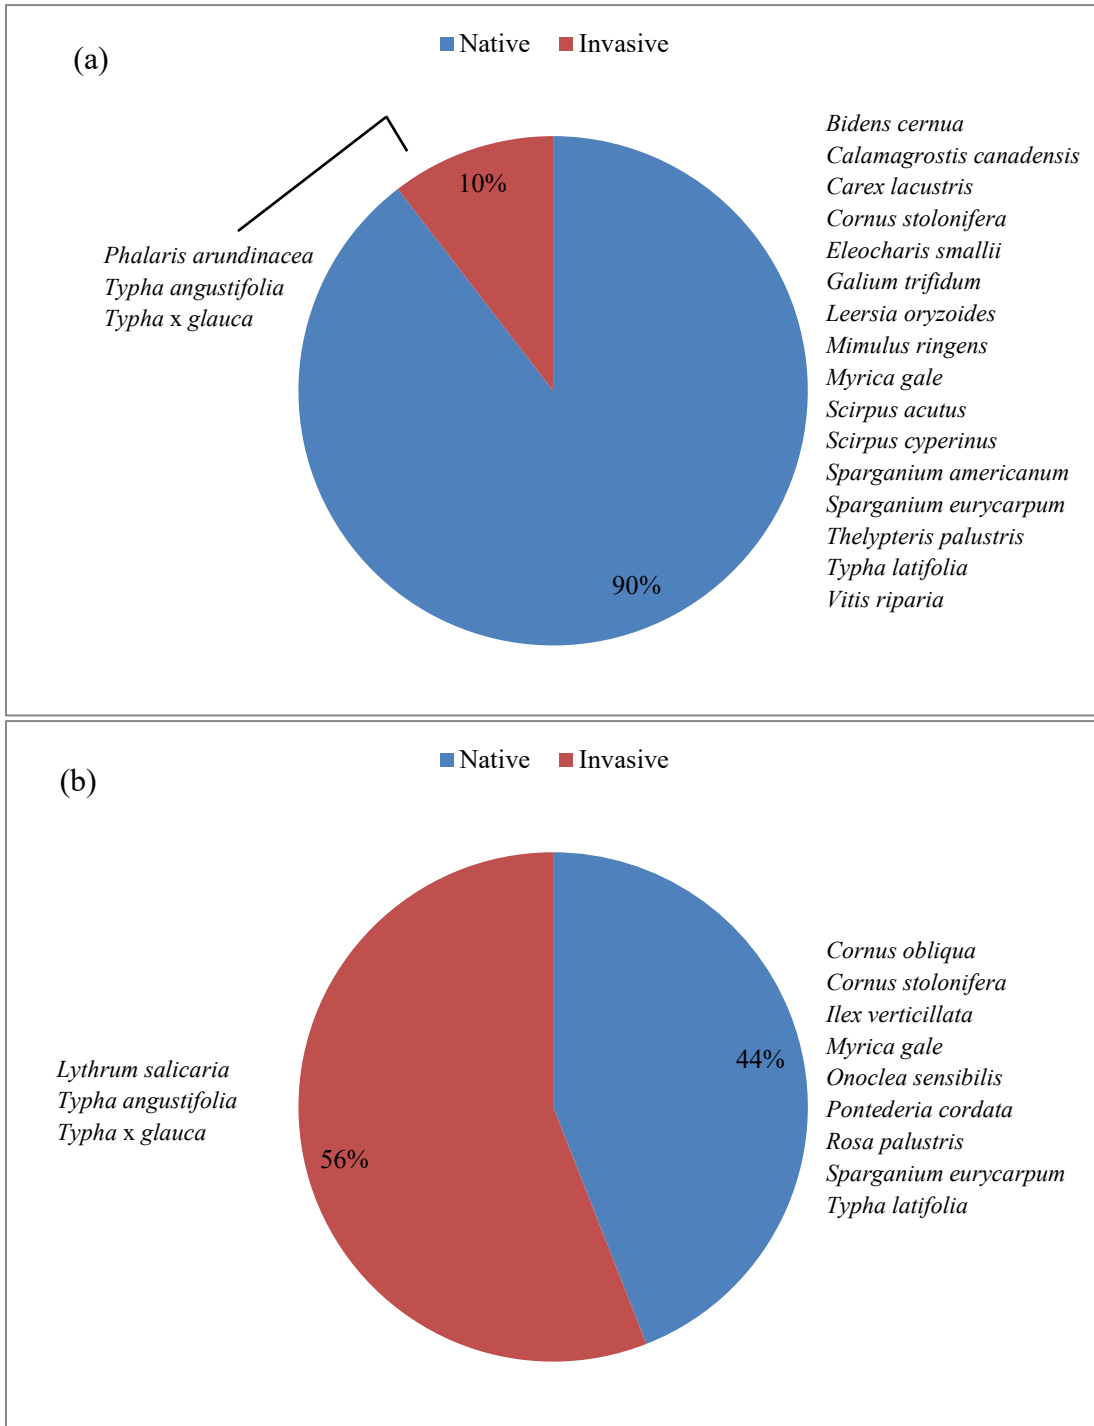 (a)
Native Invasive
10%
Phalaris arundinacea
Typha angustifolia
Typha x glauca
Bidens cernua
Calamagrostis canadensis
Carex lacustris
Cornus stolonifera
Eleocharis smallii
Galium trifidum
Leersia oryzoides
Mimulus ringens
Myrica gale
Scirpus acutus
Scirpus cyperinus
Sparganium americanum
Sparganium eurycarpum
Thelypteris palustris
Typha latifolia
Vitis riparia
90%
(b)
Native Invasive
Lythrum salicaria
Typha angustifolia
Typha x glauca
56%
44%
Cornus obliqua
Cornus stolonifera
Ilex verticillata
Myrica gale
Onoclea sensibilis
Pontederia cordata
Rosa palustris
Sparganium eurycarpum
Typha latifolia